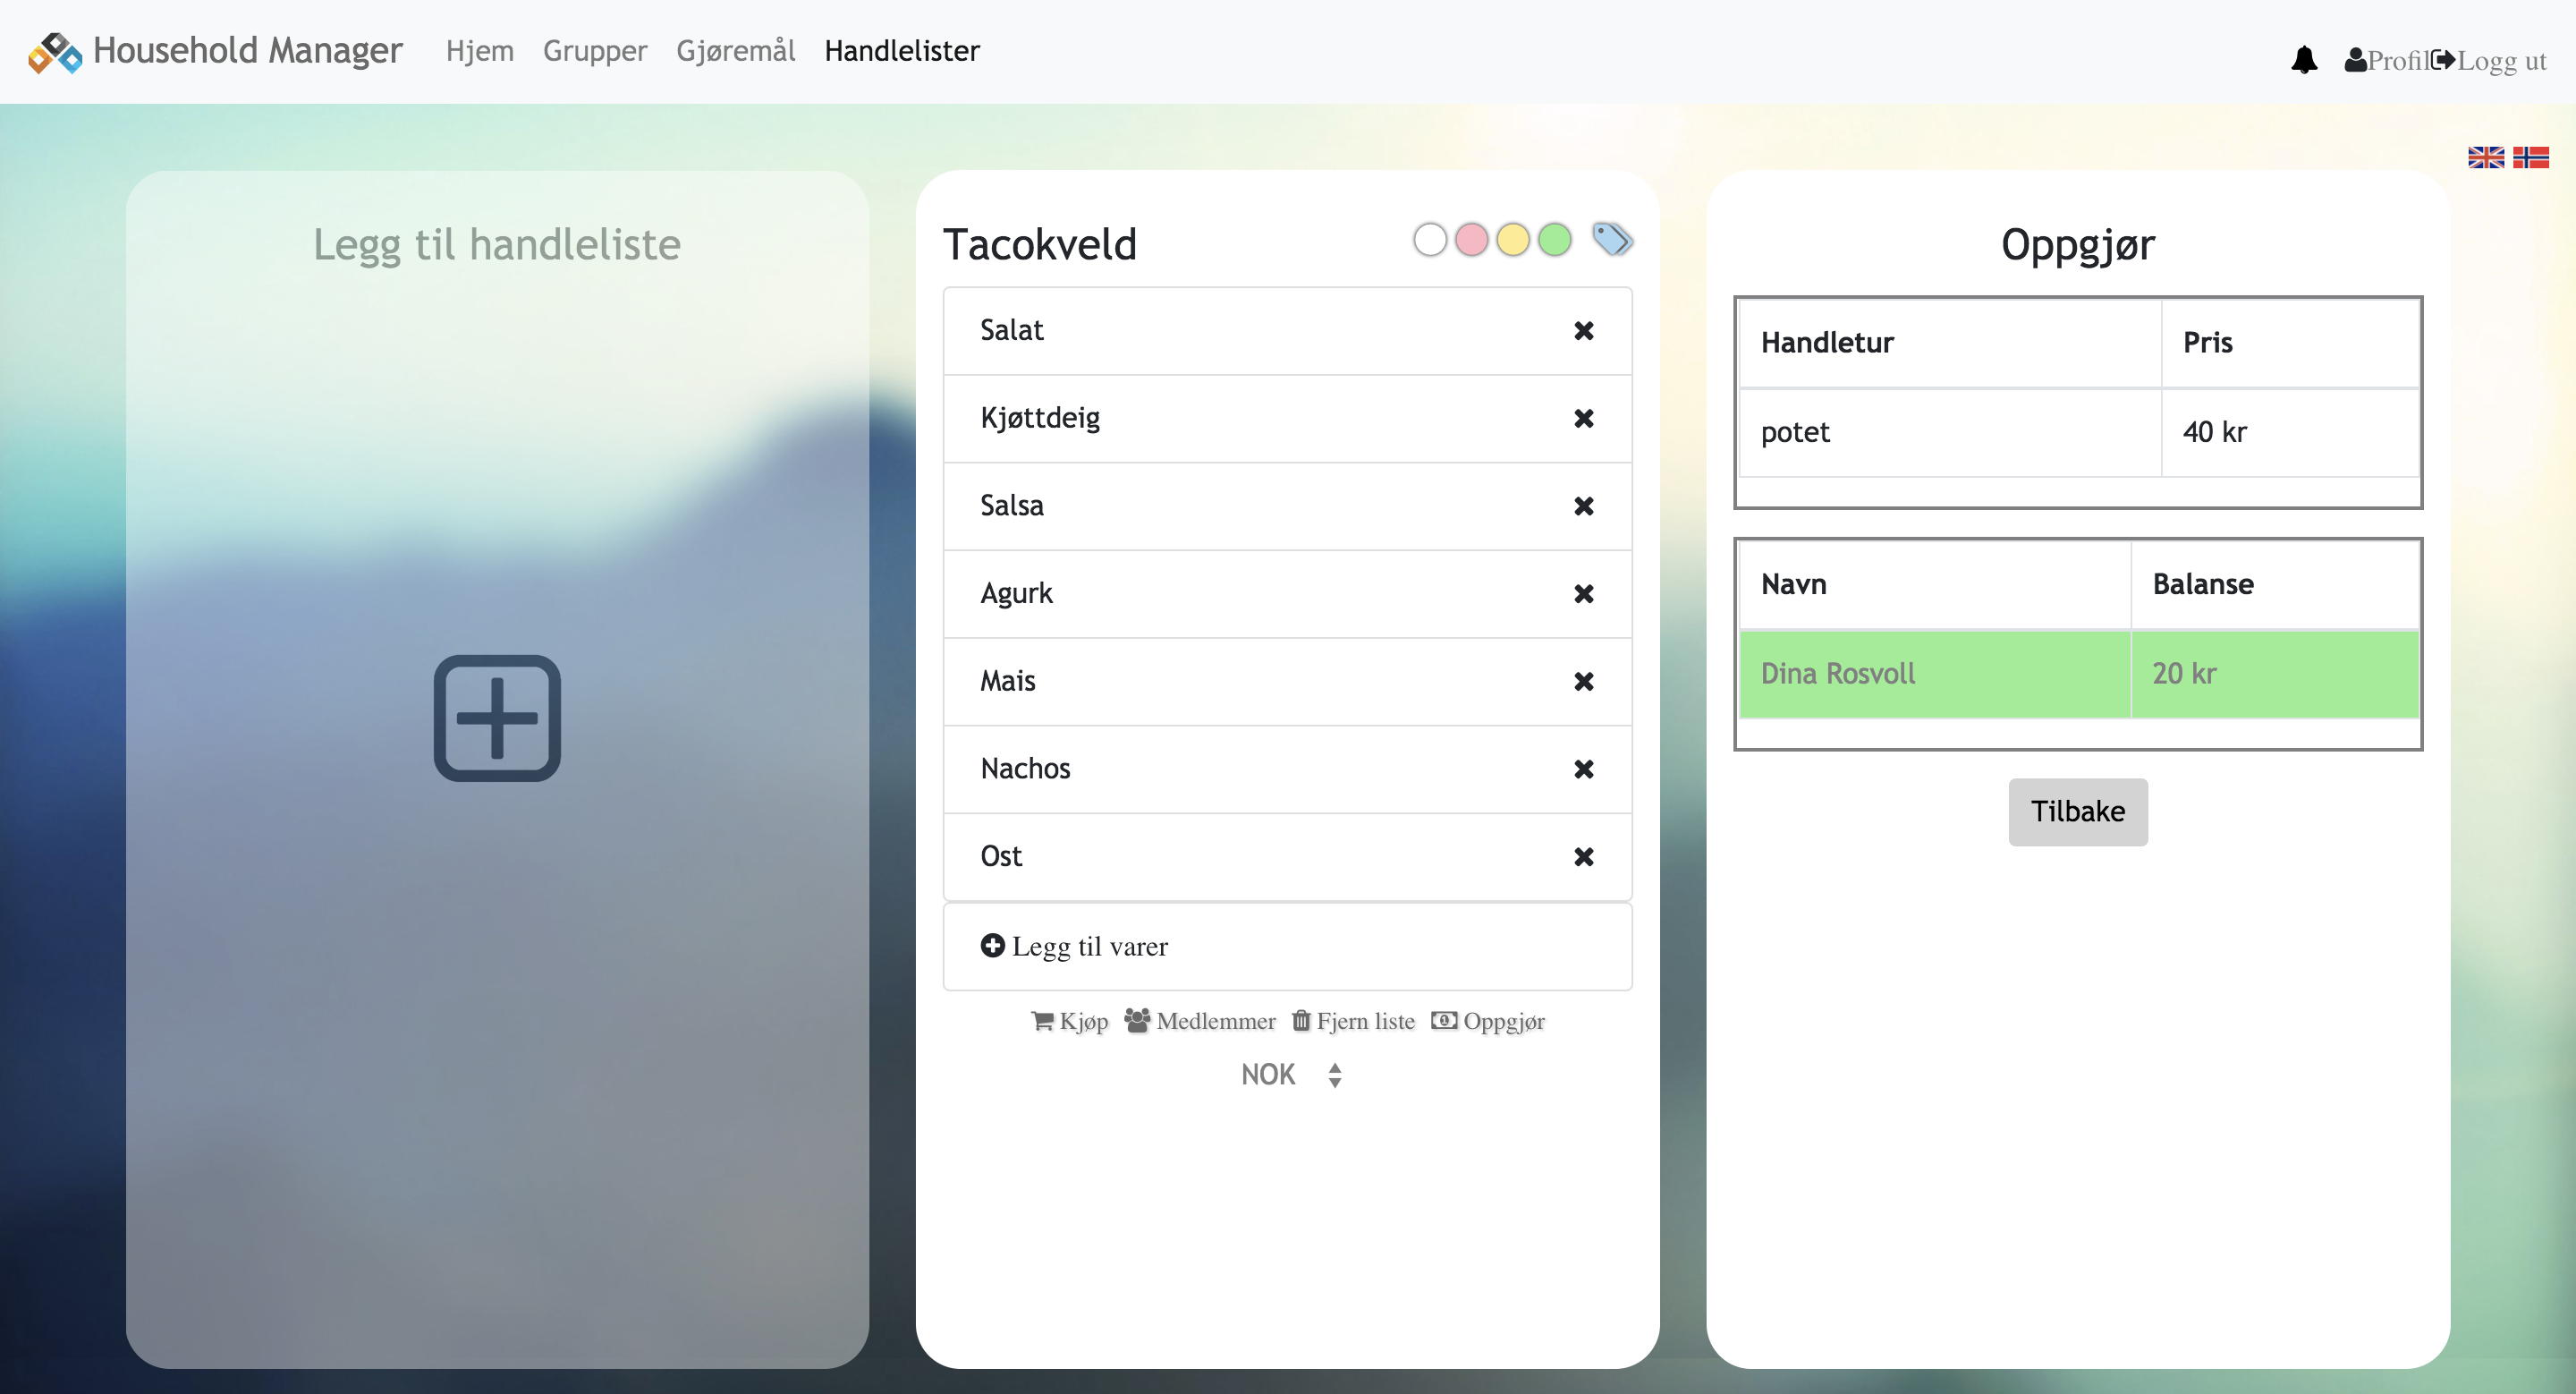 Household Manager Hjem Grupper Gjøremål Handlelister Profil Logg ut
Legg til handleliste
Tacokveld
Salat
Kjøttdeig
Salsa
Agurk
Mais
Nachos
Ost
Legg til varer
Kjøp Medlemmer Fjern liste Oppgjør
NOK
Oppgjør
Handletur Pris
potet 40 kr
Navn Balanse
Dina Rosvoll 20 kr
Tilbake